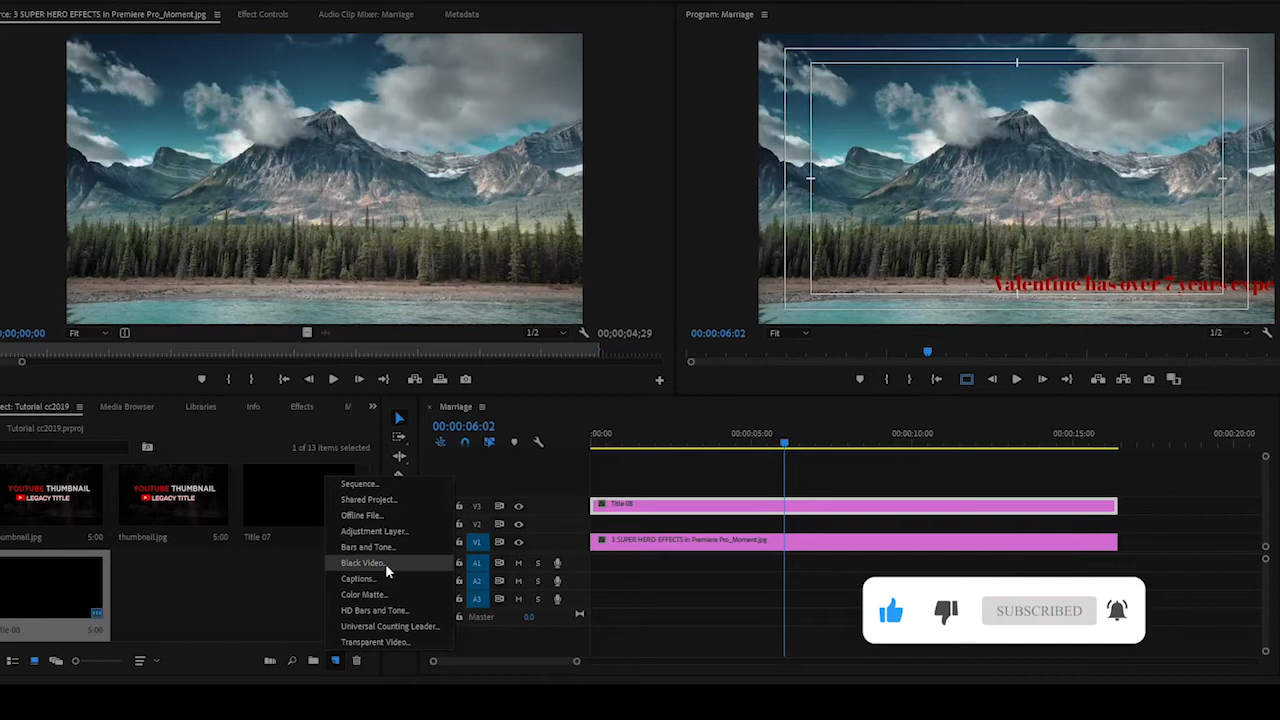 rce: 3 SUPER HERO EFFECTS in Premiere Pro_Moment.jpg
Effect Controls
Audio Clip Mixer: Marriage
Metadata
Program: Marriage
Valentine has over 7 years expe
0;00;00;00
Fit
1/2
00;00;04;29
00:00:06:02
Fit
1/2
ect: Tutorial cc2019
Media Browser
Libraries
Info
Effects
M
Tutorial cc2019.prproj
1 of 13 items selected
YOUTUBE THUMBNAIL
LEGACY TITLE
YOUTUBE THUMBNAIL
LEGACY TITLE
humbnail.jpg
5:00
thumbnail.jpg
5:00
Title 07
tle 08
5:00
Sequence...
Shared Project...
Offline File...
Adjustment Layer...
Bars and Tone...
Black Video...
Captions...
Color Matte...
HD Bars and Tone...
Universal Counting Leader...
Transparent Video...
Marriage
00:00:06:02
:00:00
00:00:05:00
00:00:10:00
00:00:15:00
00:00:20:00
V3
Title 08
V2
V1
3 SUPER HERO EFFECTS in Premiere Pro_Moment.jpg
A1
M
S
A2
M
S
A3
M
S
Master
0.0
SUBSCRIBED